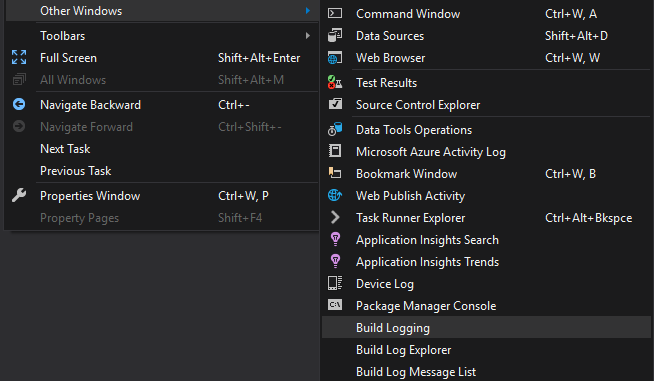 Other Windows
Toolbars
Full Screen Shift+Alt+Enter
All Windows Shift+Alt+M
Navigate Backward Ctrl+-
Navigate Forward Ctrl+Shift+-
Next Task
Previous Task
Properties Window Ctrl+W, P
Property Pages Shift+F4
Command Window Ctrl+W, A
Data Sources Shift+Alt+D
Web Browser Ctrl+W, W
Test Results
Source Control Explorer
Data Tools Operations
Microsoft Azure Activity Log
Bookmark Window Ctrl+W, B
Web Publish Activity
Task Runner Explorer Ctrl+Alt+Bkspce
Application Insights Search
Application Insights Trends
Device Log
C:\ Package Manager Console
Build Logging
Build Log Explorer
Build Log Message List